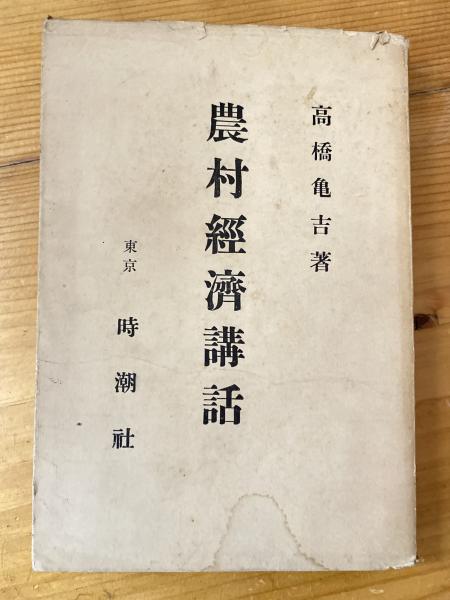 高橋亀吉著
農村經濟講話
東京 時潮社